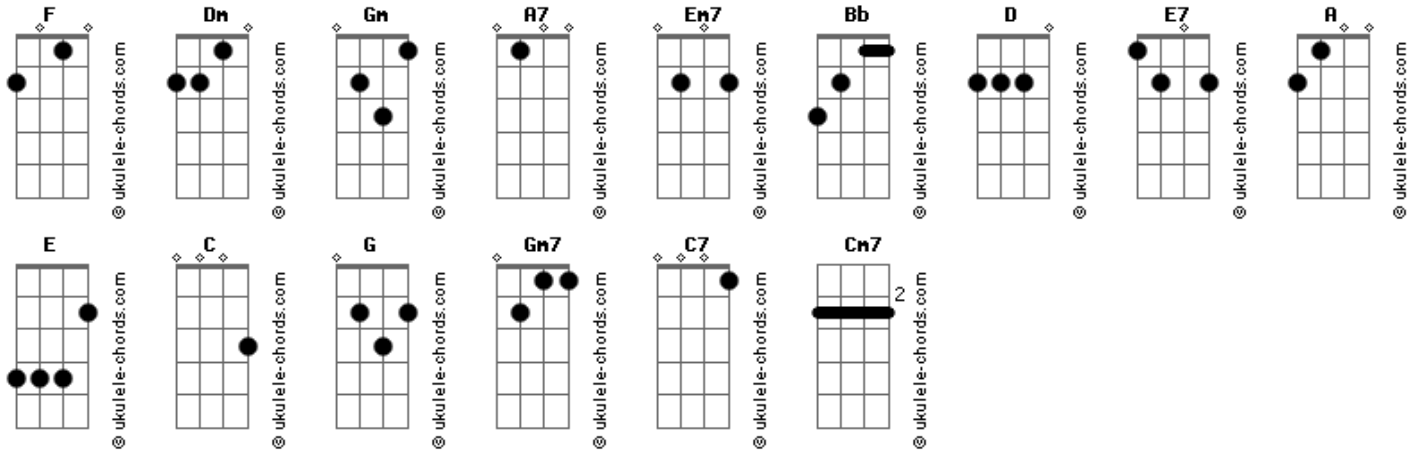 F Dm Gm A7 Em7 Bb D E7 A
© ukulele-chords.com © ukulele-chords.com © ukulele-chords.com © ukulele-chords.com © ukulele-chords.com © ukulele-chords.com © ukulele-chords.com © ukulele-chords.com © ukulele-chords.com
E C G Gm7 C7 Cm7
2
© ukulele-chords.com © ukulele-chords.com © ukulele-chords.com © ukulele-chords.com © ukulele-chords.com © ukulele-chords.com